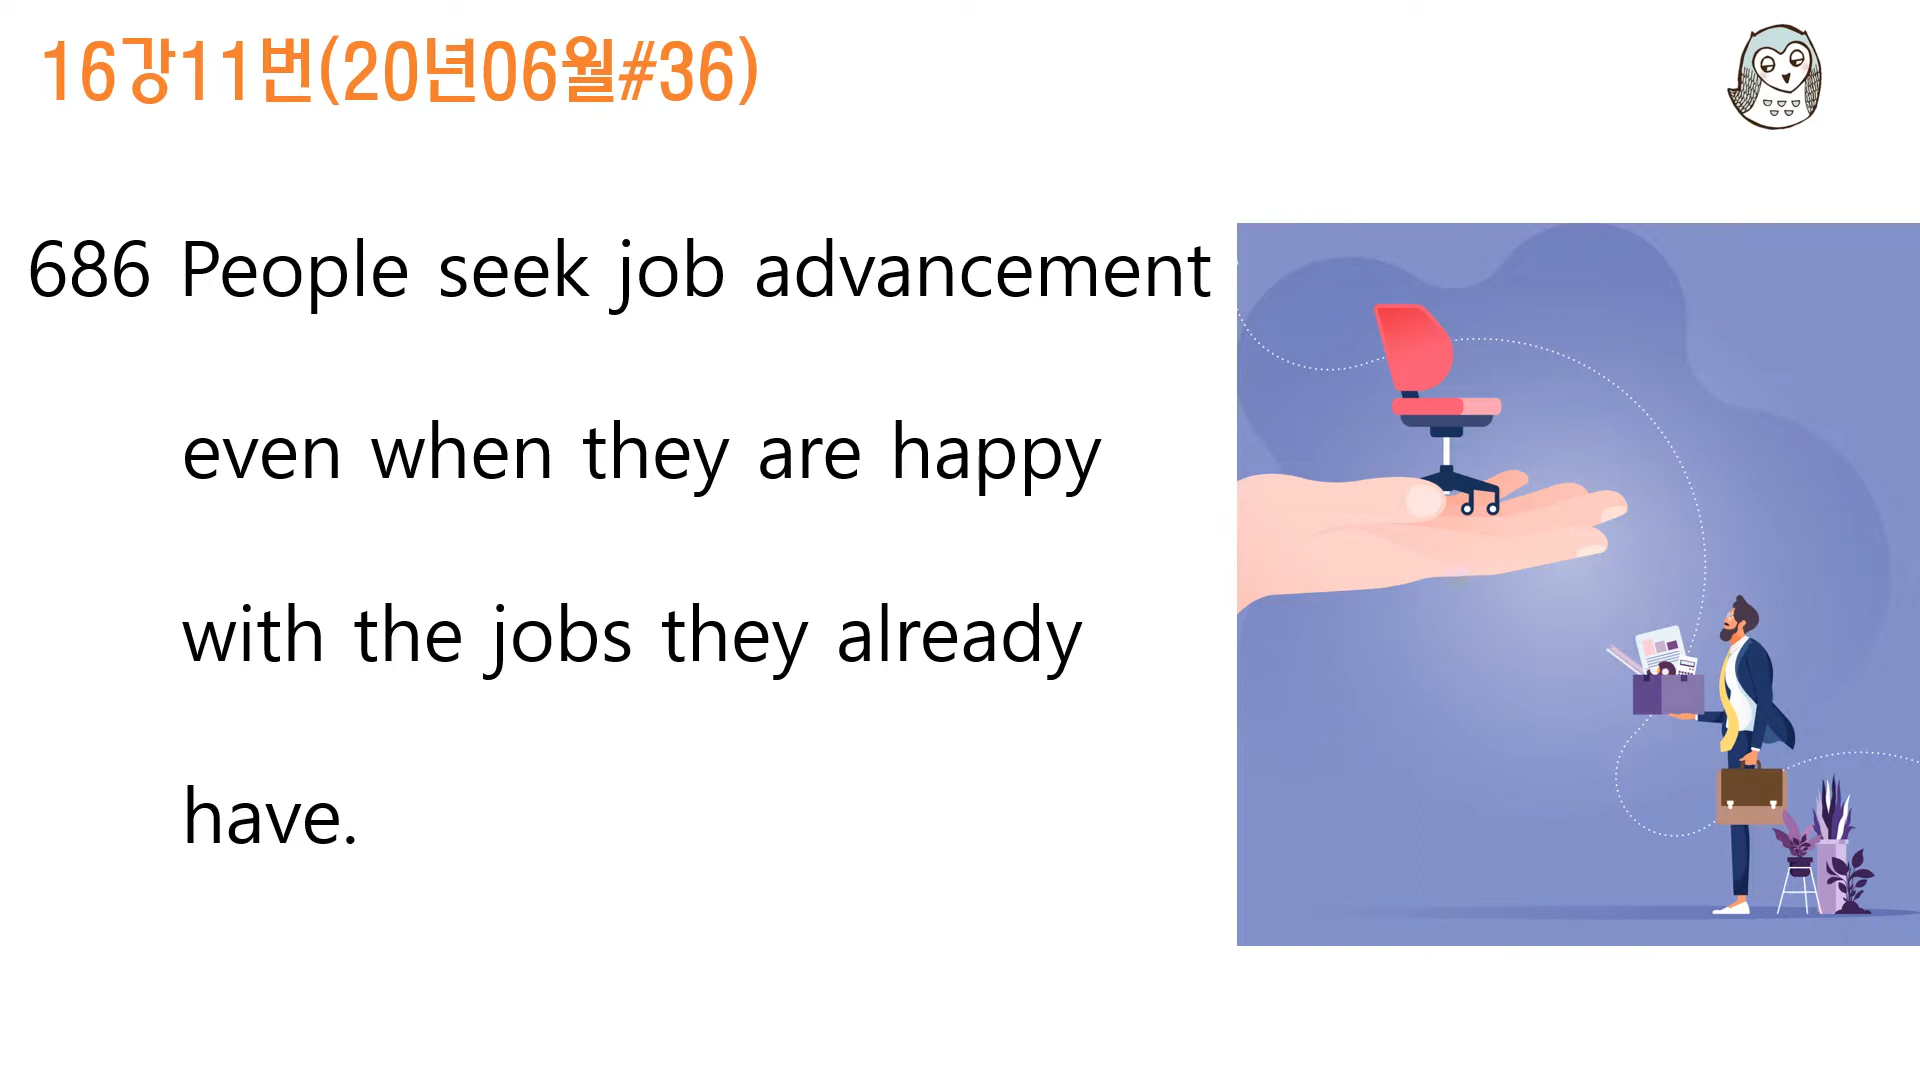 16강11번(20년06월#36)
686 People seek job advancement
even when they are happy
with the jobs they already
have.